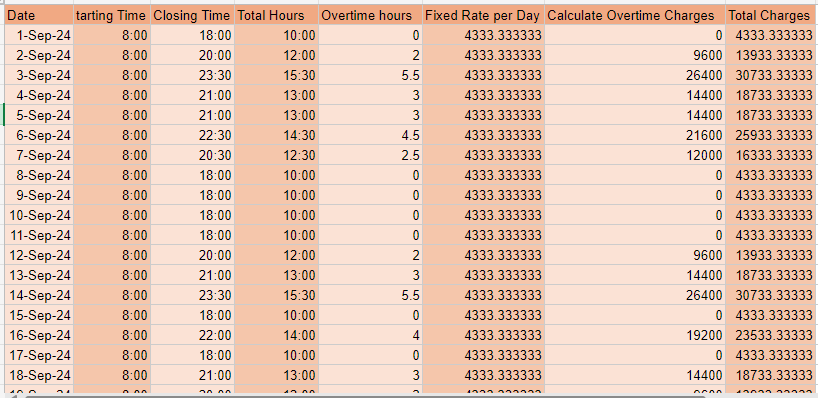 Date tarting Time Closing Time Total Hours Overtime hours Fixed Rate per Day Calculate Overtime Charges Total Charges
1-Sep-24 8:00 18:00 10:00 0 4333.333333 0 4333.333333
2-Sep-24 8:00 20:00 12:00 2 4333.333333 9600 13933.33333
3-Sep-24 8:00 23:30 15:30 5.5 4333.333333 26400 30733.33333
4-Sep-24 8:00 21:00 13:00 3 4333.333333 14400 18733.33333
5-Sep-24 8:00 21:00 13:00 3 4333.333333 14400 18733.33333
6-Sep-24 8:00 22:30 14:30 4.5 4333.333333 21600 25933.33333
7-Sep-24 8:00 20:30 12:30 2.5 4333.333333 12000 16333.33333
8-Sep-24 8:00 18:00 10:00 0 4333.333333 0 4333.333333
9-Sep-24 8:00 18:00 10:00 0 4333.333333 0 4333.333333
10-Sep-24 8:00 18:00 10:00 0 4333.333333 0 4333.333333
11-Sep-24 8:00 18:00 10:00 0 4333.333333 0 4333.333333
12-Sep-24 8:00 20:00 12:00 2 4333.333333 9600 13933.33333
13-Sep-24 8:00 21:00 13:00 3 4333.333333 14400 18733.33333
14-Sep-24 8:00 23:30 15:30 5.5 4333.333333 26400 30733.33333
15-Sep-24 8:00 18:00 10:00 0 4333.333333 0 4333.333333
16-Sep-24 8:00 22:00 14:00 4 4333.333333 19200 23533.33333
17-Sep-24 8:00 18:00 10:00 0 4333.333333 0 4333.333333
18-Sep-24 8:00 21:00 13:00 3 4333.333333 14400 18733.33333